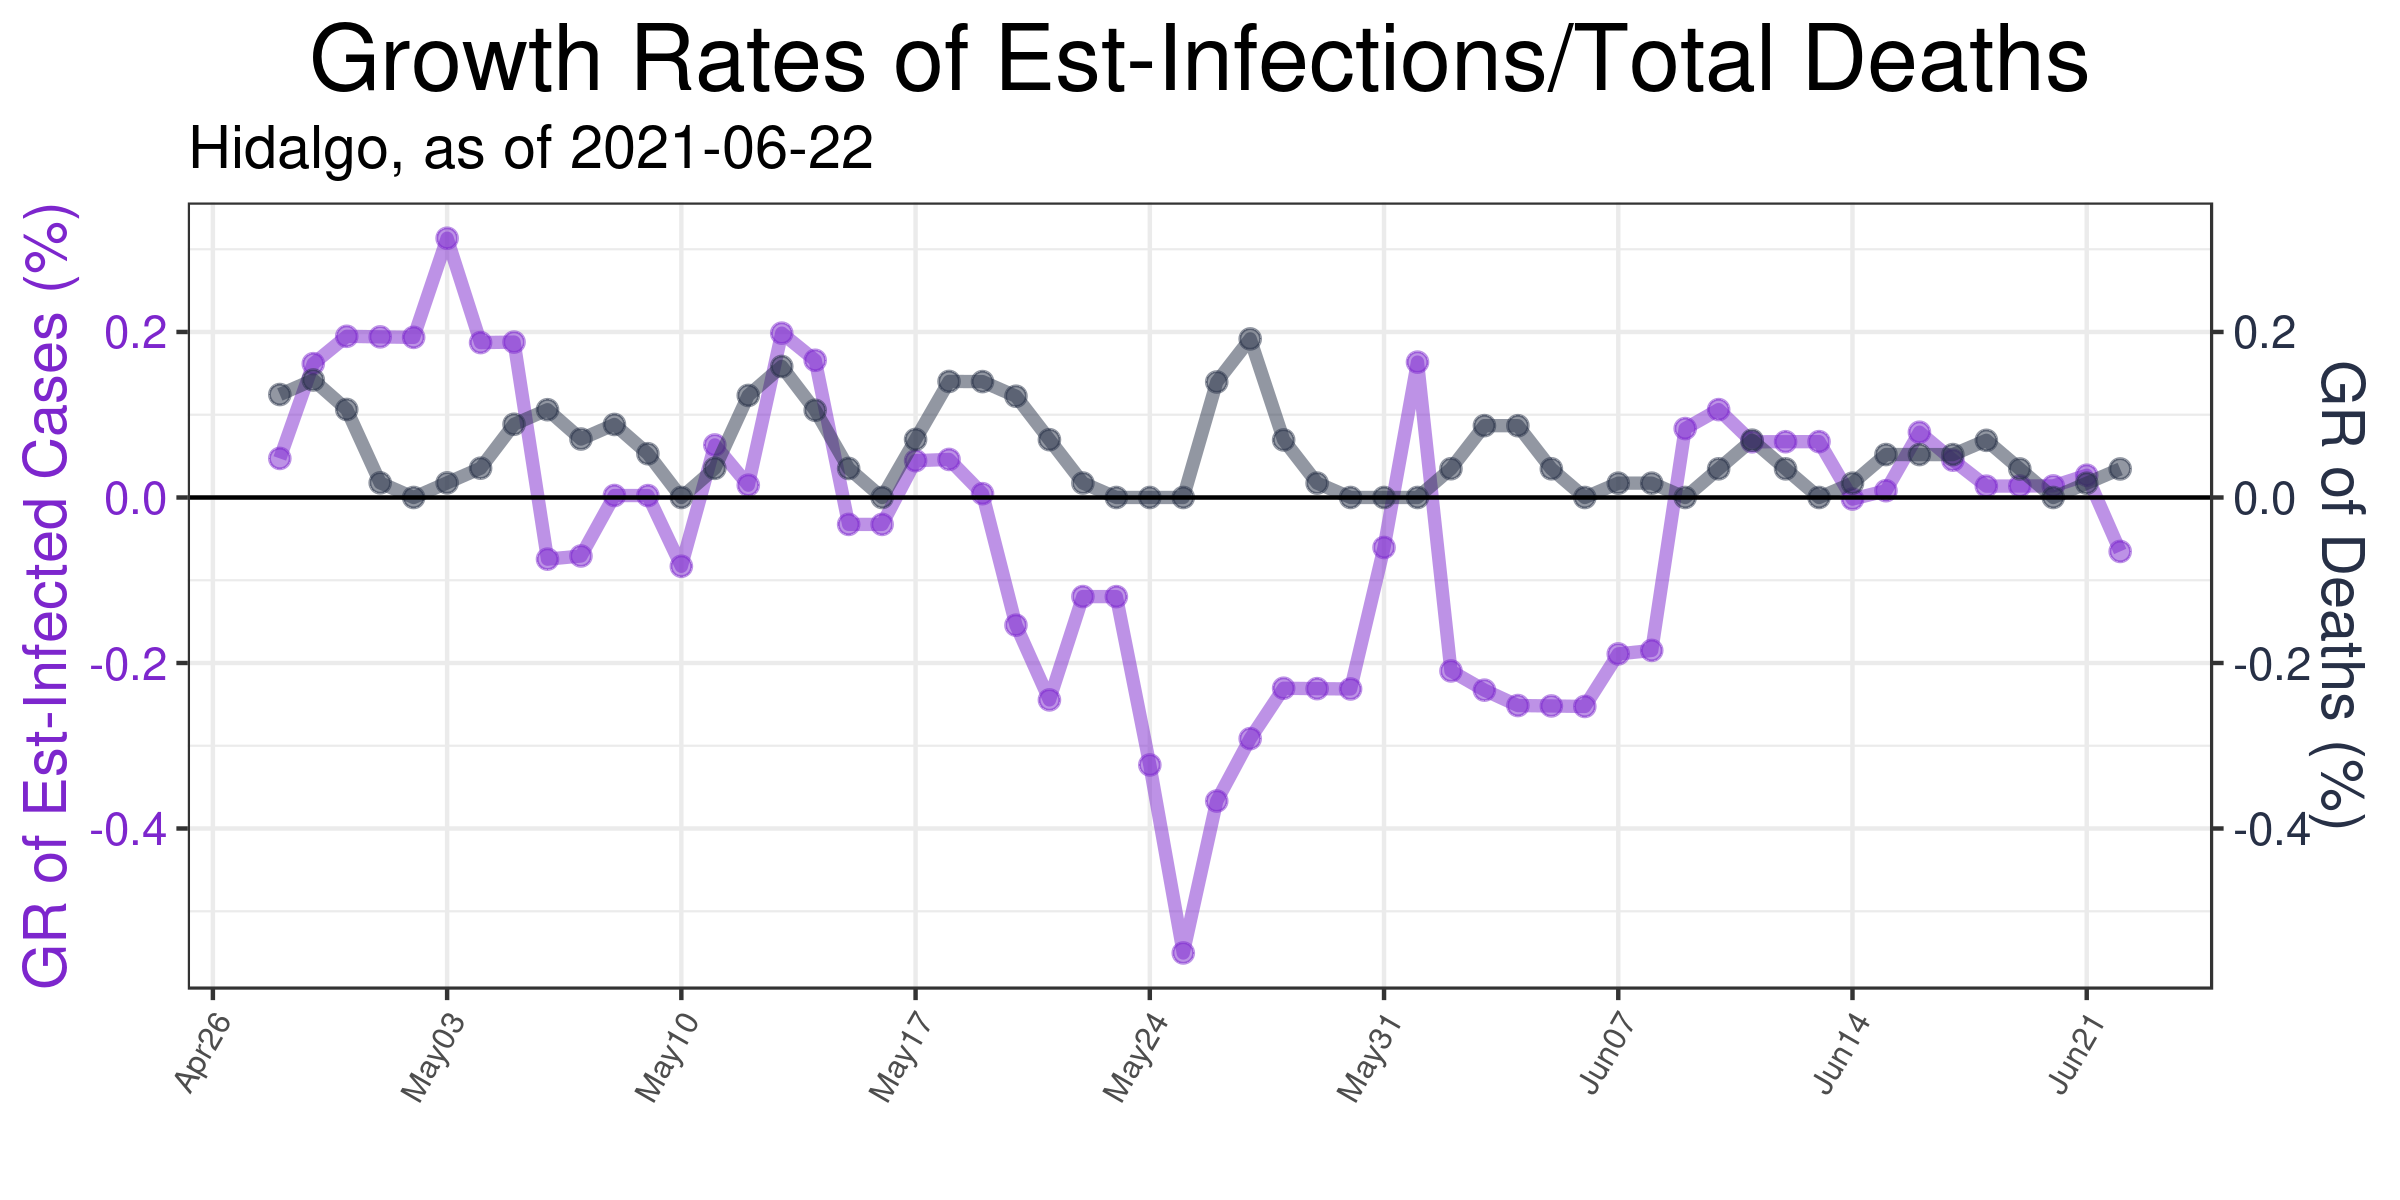 Growth Rates of Est-Infections/Total Deaths
Hidalgo, as of 2021-06-22
GR of Est-Infected Cases (%)
0.2
0.0
-0.2
-0.4
0.2
0.0
-0.2
-0.4
GR of Deaths (%)
Apr26
May03
May10
May17
May24
May31
Jun07
Jun14
Jun21